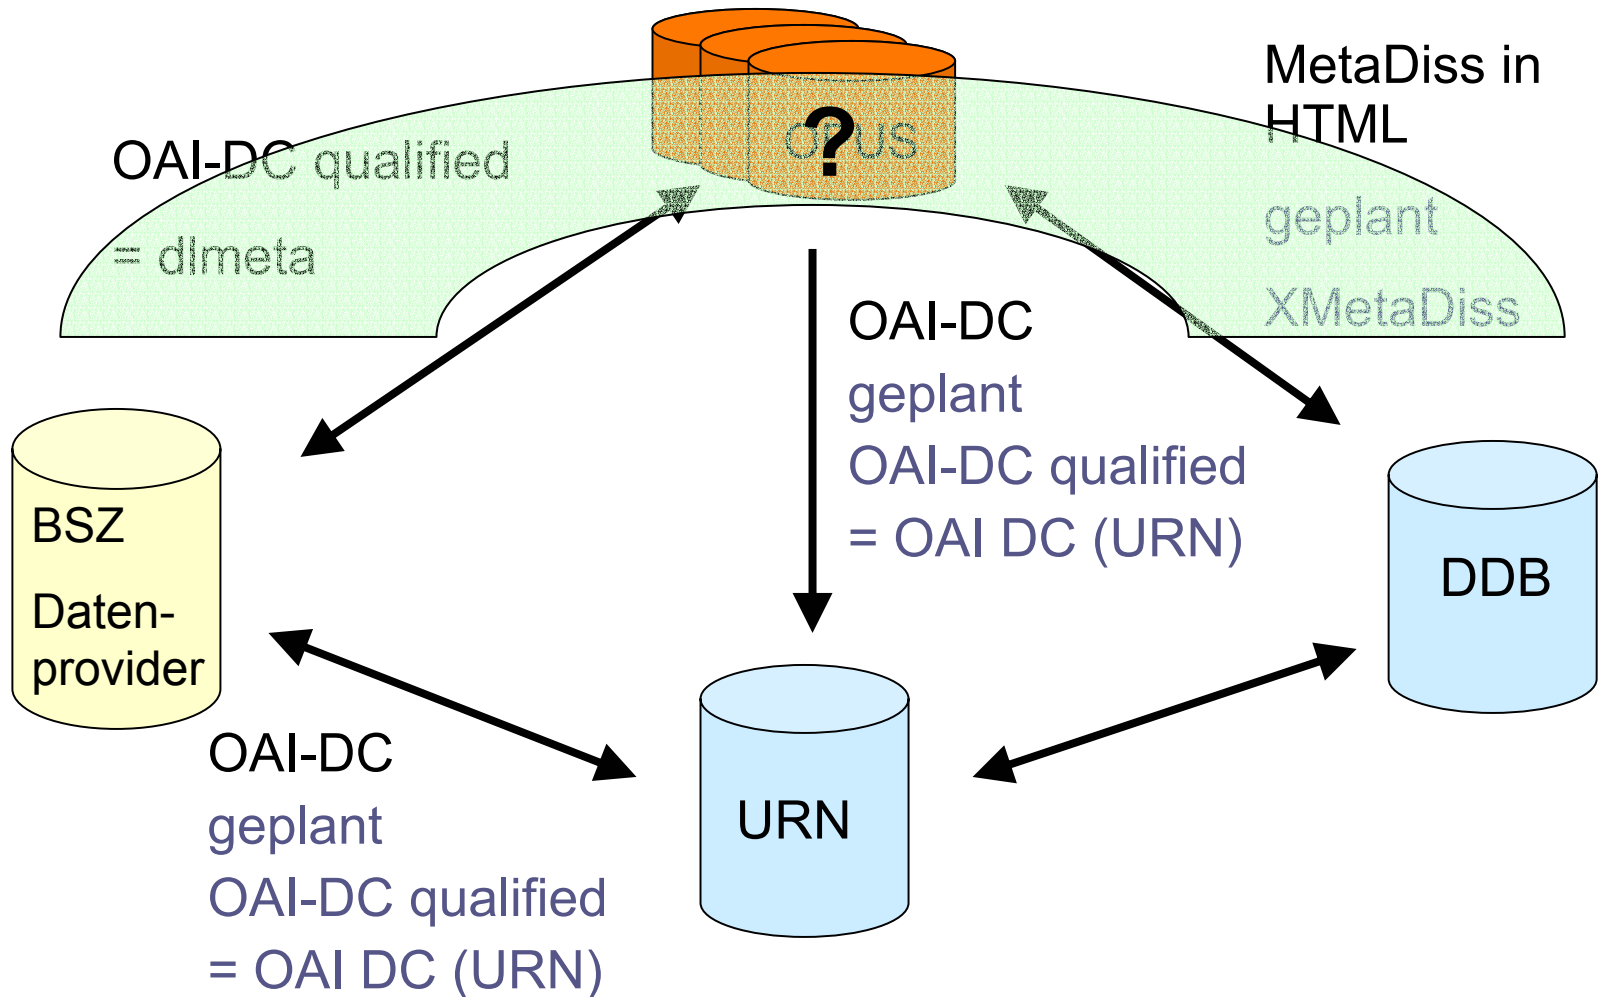 MetaDiss in
HTML
OAI-DC qualified
= dlmeta
OPUS
?
geplant
XMetaDiss
OAI-DC
geplant
OAI-DC qualified
= OAI DC (URN)
BSZ
Daten-
provider
DDB
OAI-DC
geplant
OAI-DC qualified
= OAI DC (URN)
URN